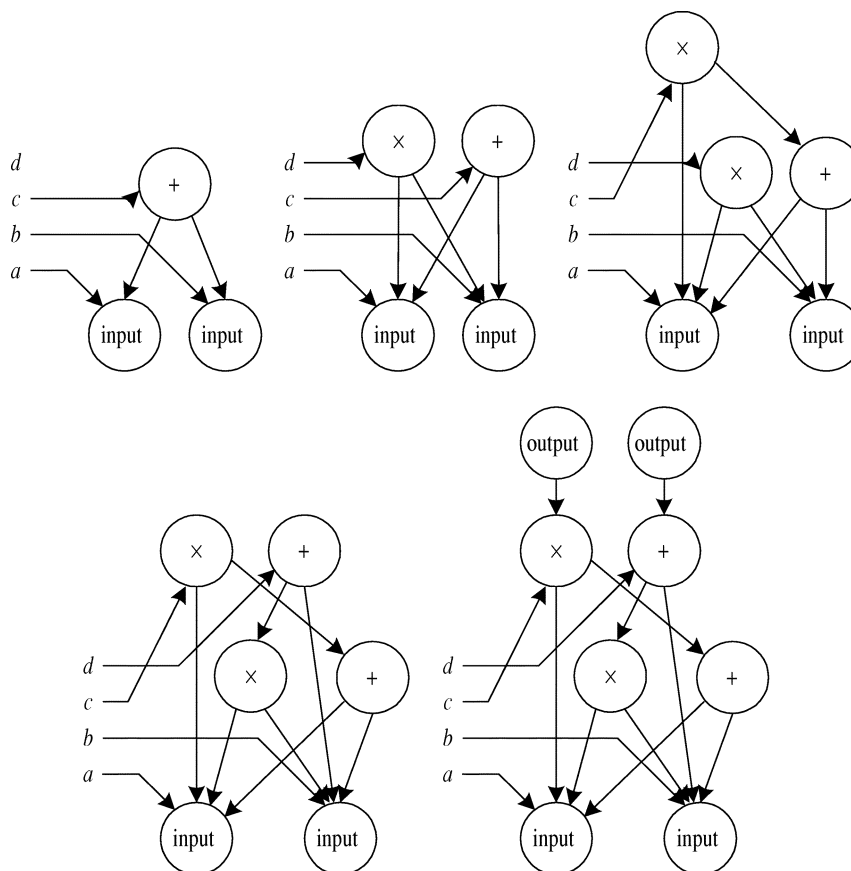 d
c
b
a
+
input input
d
c
b
a
× +
input input
d
c
b
a
×
× +
input input
d
c
b
a
× +
× +
input input
d
c
b
a
output output
× +
× +
input input